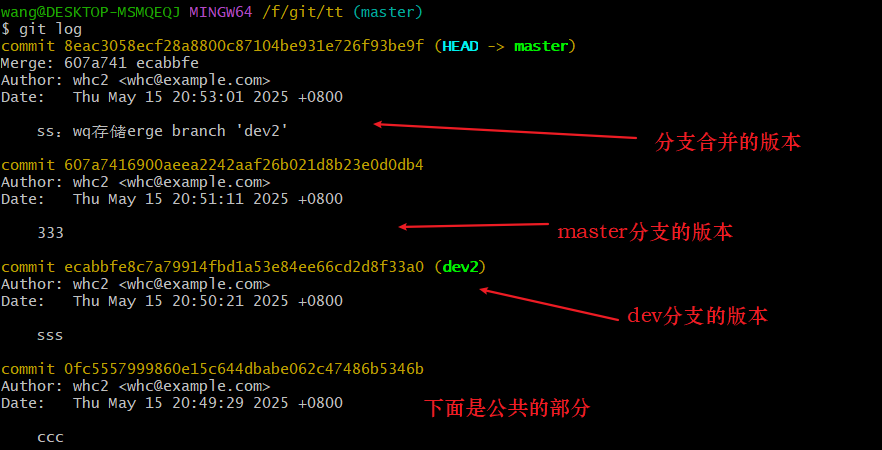 wang@DESKTOP-MSMQEQJ MINGW64 /f/git/tt (master)
$ git log
commit 8eac3058ecf28a8800c87104be931e726f93be9f (HEAD -> master)
Merge: 607a741 ecabbfe
Author: whc2 <whc@example.com>
Date:   Thu May 15 20:53:01 2025 +0800
ss：wq存储erge branch 'dev2'
分支合并的版本
commit 607a7416900aeea2242aaf26b021d8b23e0d0db4
Author: whc2 <whc@example.com>
Date:   Thu May 15 20:51:11 2025 +0800
333
master分支的版本
commit ecabbfe8c7a79914fbd1a53e84ee66cd2d8f33a0 (dev2)
Author: whc2 <whc@example.com>
Date:   Thu May 15 20:50:21 2025 +0800
dev分支的版本
sss
commit 0fc5557999860e15c644dbabe062c47486b5346b
Author: whc2 <whc@example.com>
Date:   Thu May 15 20:49:29 2025 +0800
下面是公共的部分
ccc